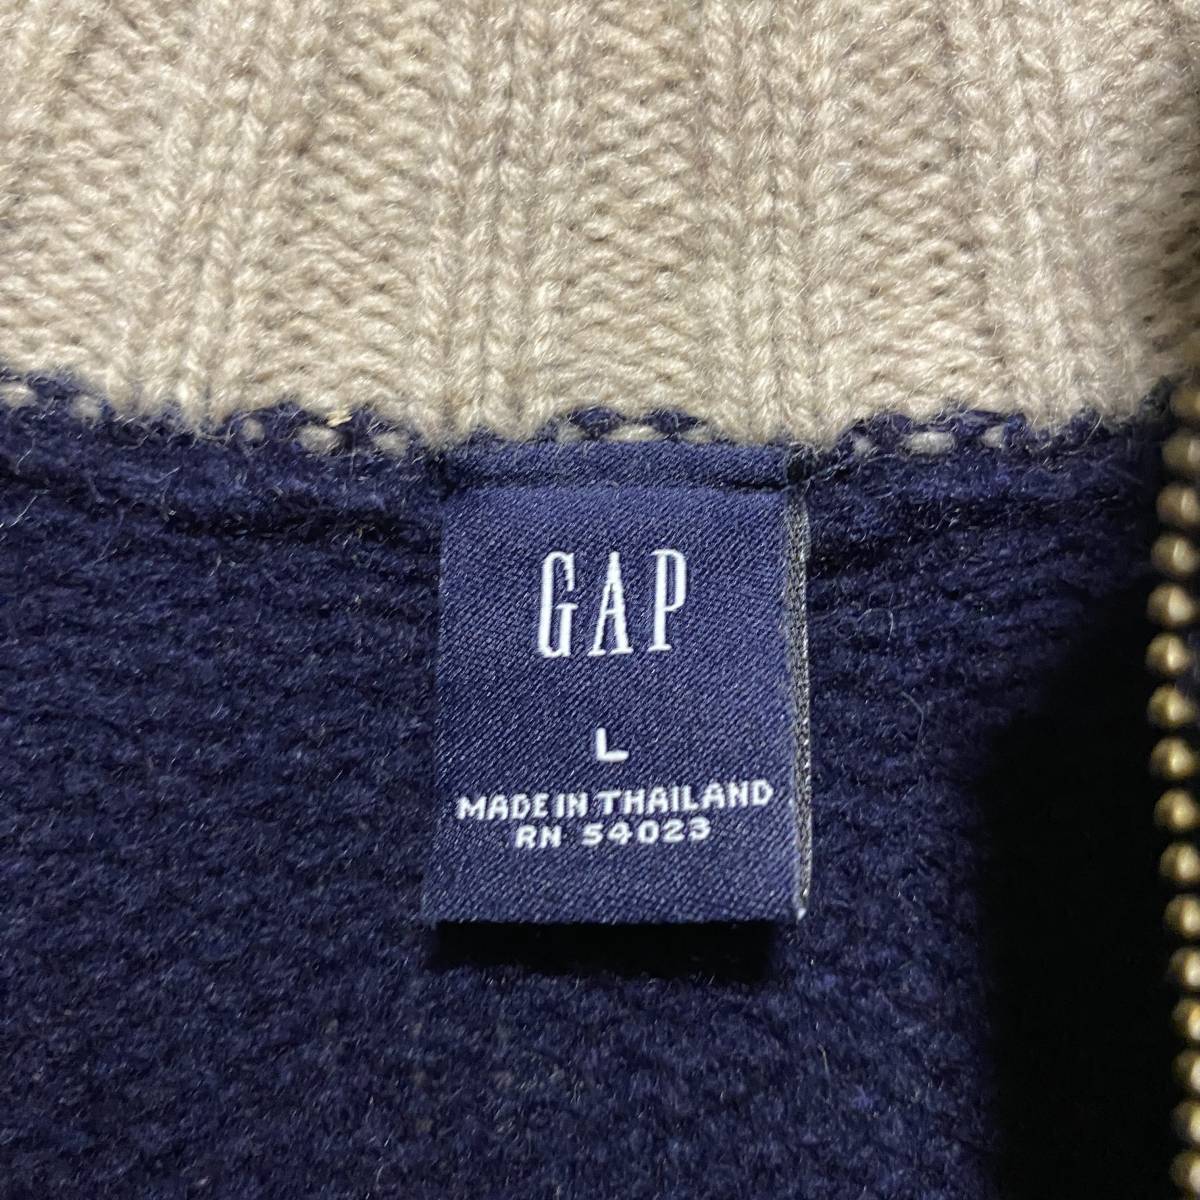 GAP
L
MADE IN THAILAND
RN 54023